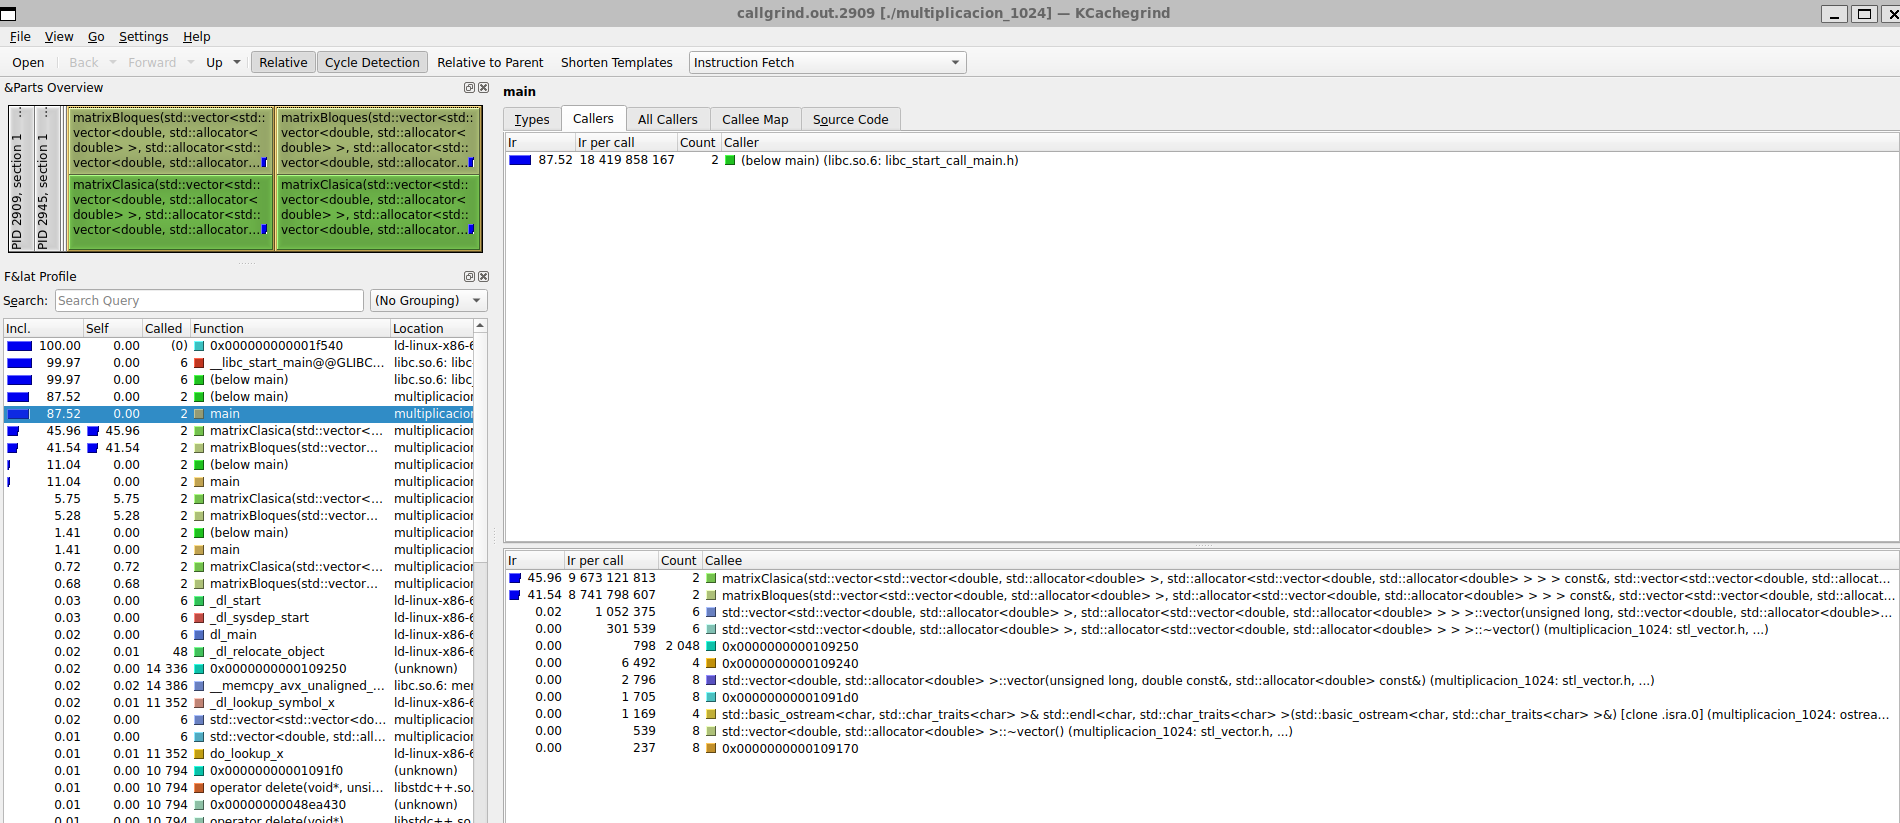 callgrind.out.2909 [./multiplicacion_1024] — KCachegrind
File View Go Settings Help
Open Back Forward Up Relative Cycle Detection Relative to Parent Shorten Templates Instruction Fetch
&Parts Overview
PID 2909, section 1 ...
PID 2945, section 1 ...
matrixBloques(std::vector<std::
vector<double, std::allocator<
double> >, std::allocator<std::
vector<double, std::allocator...
matrixBloques(std::vector<std::
vector<double, std::allocator<
double> >, std::allocator<std::
vector<double, std::allocator...
matrixClasica(std::vector<std::
vector<double, std::allocator<
double> >, std::allocator<std::
vector<double, std::allocator...
matrixClasica(std::vector<std::
vector<double, std::allocator<
double> >, std::allocator<std::
vector<double, std::allocator...
F&lat Profile
Search: Search Query (No Grouping)
Incl. Self Called Function Location
100.00 0.00 (0) 0x000000000001f540 ld-linux-x86-6
99.97 0.00 6 __libc_start_main@@GLIBC... libc.so.6: libc
99.97 0.00 6 (below main) libc.so.6: libc
87.52 0.00 2 (below main) multiplicacior
87.52 0.00 2 main multiplicacior
45.96 45.96 2 matrixClasica(std::vector<... multiplicacior
41.54 41.54 2 matrixBloques(std::vector... multiplicacior
11.04 0.00 2 (below main) multiplicacior
11.04 0.00 2 main multiplicacior
5.75 5.75 2 matrixClasica(std::vector<... multiplicacior
5.28 5.28 2 matrixBloques(std::vector... multiplicacior
1.41 0.00 2 (below main) multiplicacior
1.41 0.00 2 main multiplicacior
0.72 0.72 2 matrixClasica(std::vector<... multiplicacior
0.68 0.68 2 matrixBloques(std::vector... multiplicacior
0.03 0.00 6 _dl_start ld-linux-x86-6
0.03 0.00 6 _dl_sysdep_start ld-linux-x86-6
0.02 0.00 6 dl_main ld-linux-x86-6
0.02 0.01 48 _dl_relocate_object ld-linux-x86-6
0.02 0.00 14 336 0x0000000000109250 (unknown)
0.02 0.02 14 386 __memcpy_avx_unaligned_... libc.so.6: mer
0.02 0.01 11 352 _dl_lookup_symbol_x ld-linux-x86-6
0.02 0.00 6 std::vector<std::vector<do... multiplicacior
0.02 0.00 6 std::vector<double, std::all... multiplicacior
0.01 0.01 11 352 do_lookup_x ld-linux-x86-6
0.01 0.00 10 794 0x00000000001091f0 (unknown)
0.01 0.00 10 794 operator delete(void*, unsi... libstdc++.so.
0.01 0.00 10 794 0x00000000048ea430 (unknown)
0.01 0.00 10 794 operator delete(void*) libstdc++.so
main
Types Callers All Callers Callee Map Source Code
Ir Ir per call Count Caller
87.52 18 419 858 167 2 (below main) (libc.so.6: libc_start_call_main.h)
Ir Ir per call Count Callee
45.96 9 673 121 813 2 matrixClasica(std::vector<std::vector<double, std::allocator<double> >, std::allocator<std::vector<double, std::allocator<double> > > > const&, std::vector<std::vector<double, std::allocat...
41.54 8 741 798 607 2 matrixBloques(std::vector<std::vector<double, std::allocator<double> >, std::allocator<std::vector<double, std::allocator<double> > > > const&, std::vector<std::vector<double, std::allocat...
0.02 1 052 375 6 std::vector<std::vector<double, std::allocator<double> >, std::allocator<std::vector<double, std::allocator<double> > > >::vector(unsigned long, std::vector<double, std::allocator<double>...
0.00 301 539 6 std::vector<std::vector<double, std::allocator<double> >, std::allocator<std::vector<double, std::allocator<double> > > >::~vector() (multiplicacion_1024: stl_vector.h, ...)
0.00 798 2 048 0x0000000000109250
0.00 6 492 4 0x0000000000109240
0.00 2 796 8 std::vector<double, std::allocator<double> >::vector(unsigned long, double const&, std::allocator<double> const&) (multiplicacion_1024: stl_vector.h, ...)
0.00 1 705 8 0x00000000001091d0
0.00 1 169 4 std::basic_ostream<char, std::char_traits<char> >& std::endl<char, std::char_traits<char> >(std::basic_ostream<char, std::char_traits<char> >&) [clone .isra.0] (multiplicacion_1024: ostrea...
0.00 539 8 std::vector<double, std::allocator<double> >::~vector() (multiplicacion_1024: stl_vector.h, ...)
0.00 237 8 0x0000000000109170